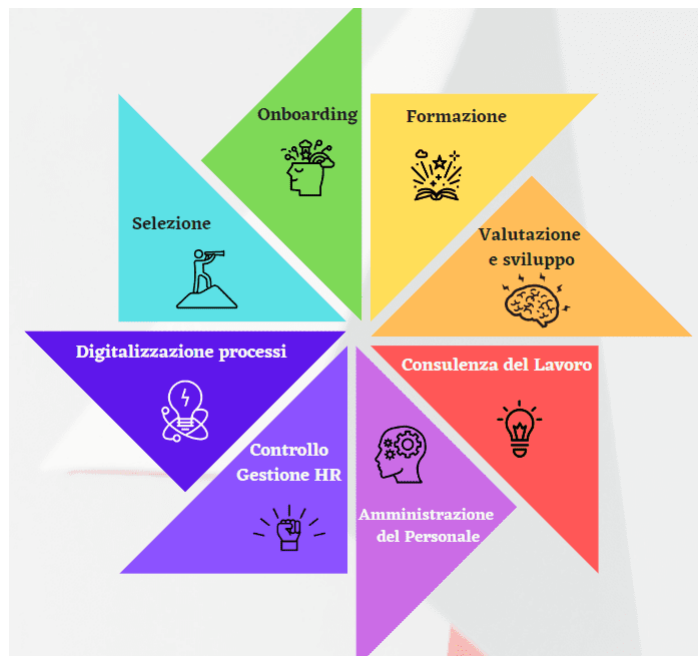 Onboarding
Formazione
Selezione
Valutazione
e sviluppo
Digitalizzazione processi
Consulenza del Lavoro
Controllo
Gestione HR
Amministrazione
del Personale